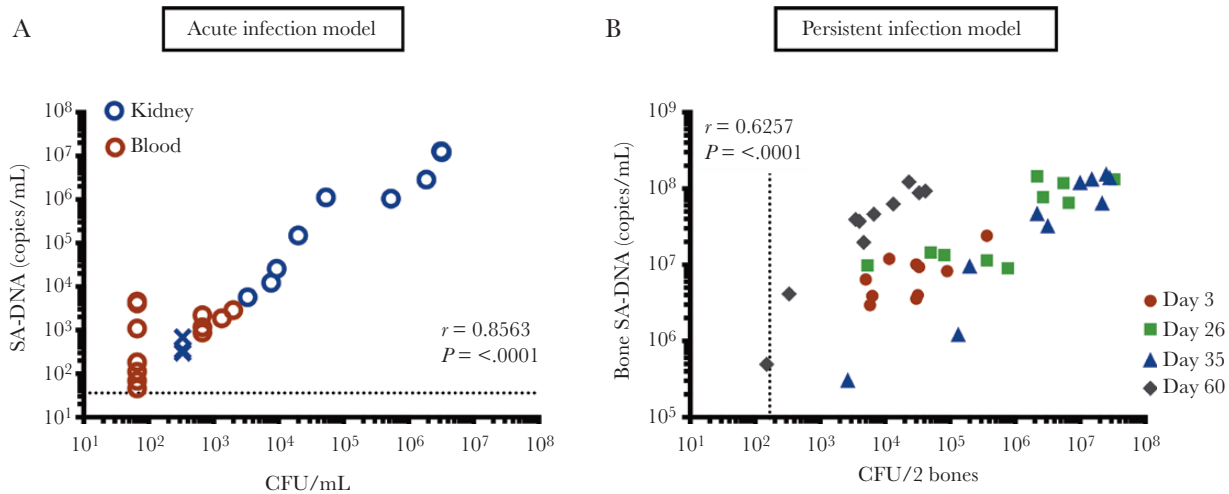 A
Acute infection model
SA-DNA (copies/mL)
10^8
10^7
10^6
10^5
10^4
10^3
10^2
10^1
Kidney
Blood
r = 0.8563
P = <.0001
10^1 10^2 10^3 10^4 10^5 10^6 10^7 10^8
CFU/mL
B
Persistent infection model
Bone SA-DNA (copies/mL)
10^9
10^8
10^7
10^6
10^5
r = 0.6257
P = <.0001
Day 3
Day 26
Day 35
Day 60
10^1 10^2 10^3 10^4 10^5 10^6 10^7 10^8
CFU/2 bones